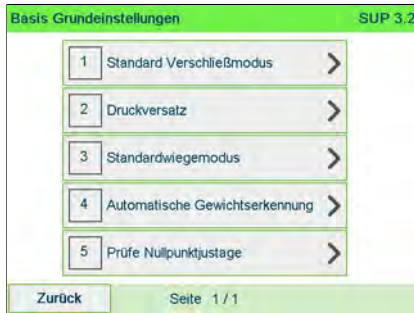 Basis Grundeinstellungen SUP 3.2
1 Standard Verschließmodus
2 Druckversatz
3 Standardwiegemodus
4 Automatische Gewichtserkennung
5 Prüfe Nullpunktjustage
Zurück Seite 1 / 1